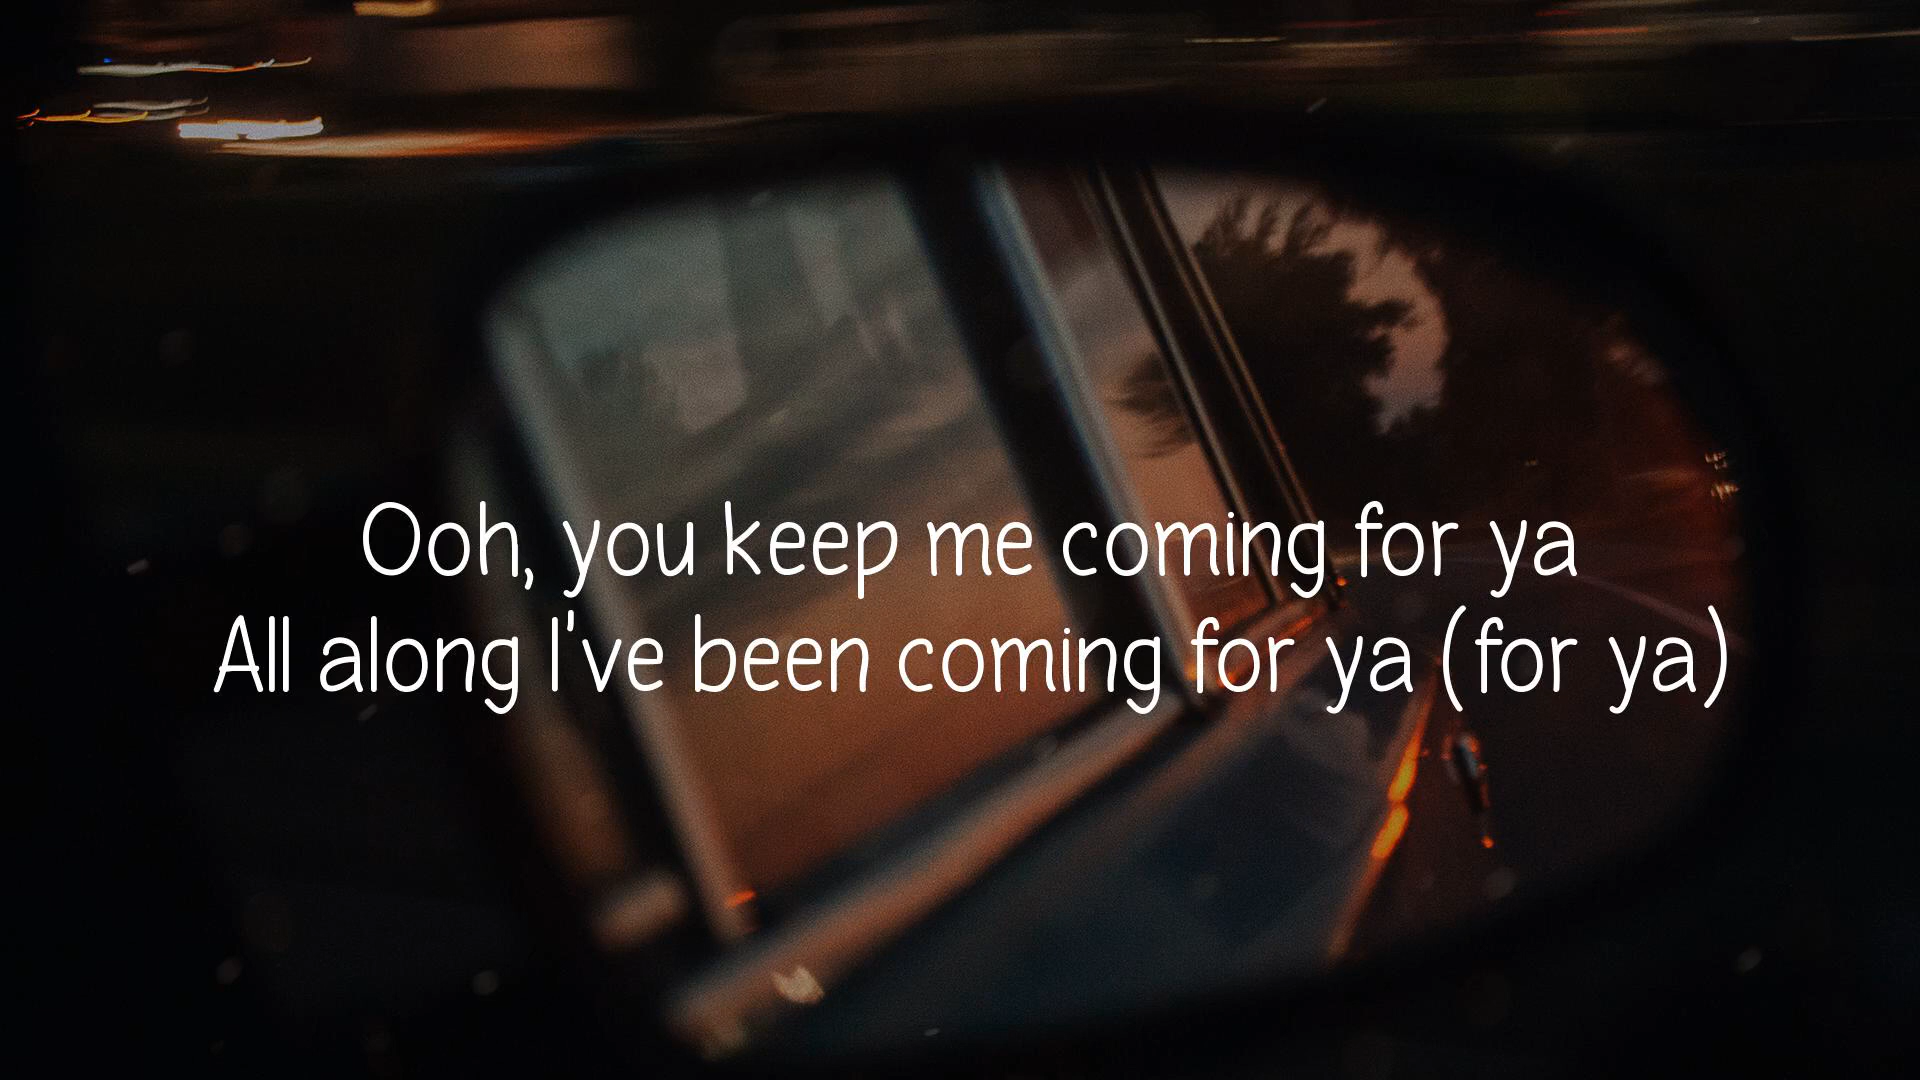 Ooh, you keep me coming for ya
All along I've been coming for ya (for ya)